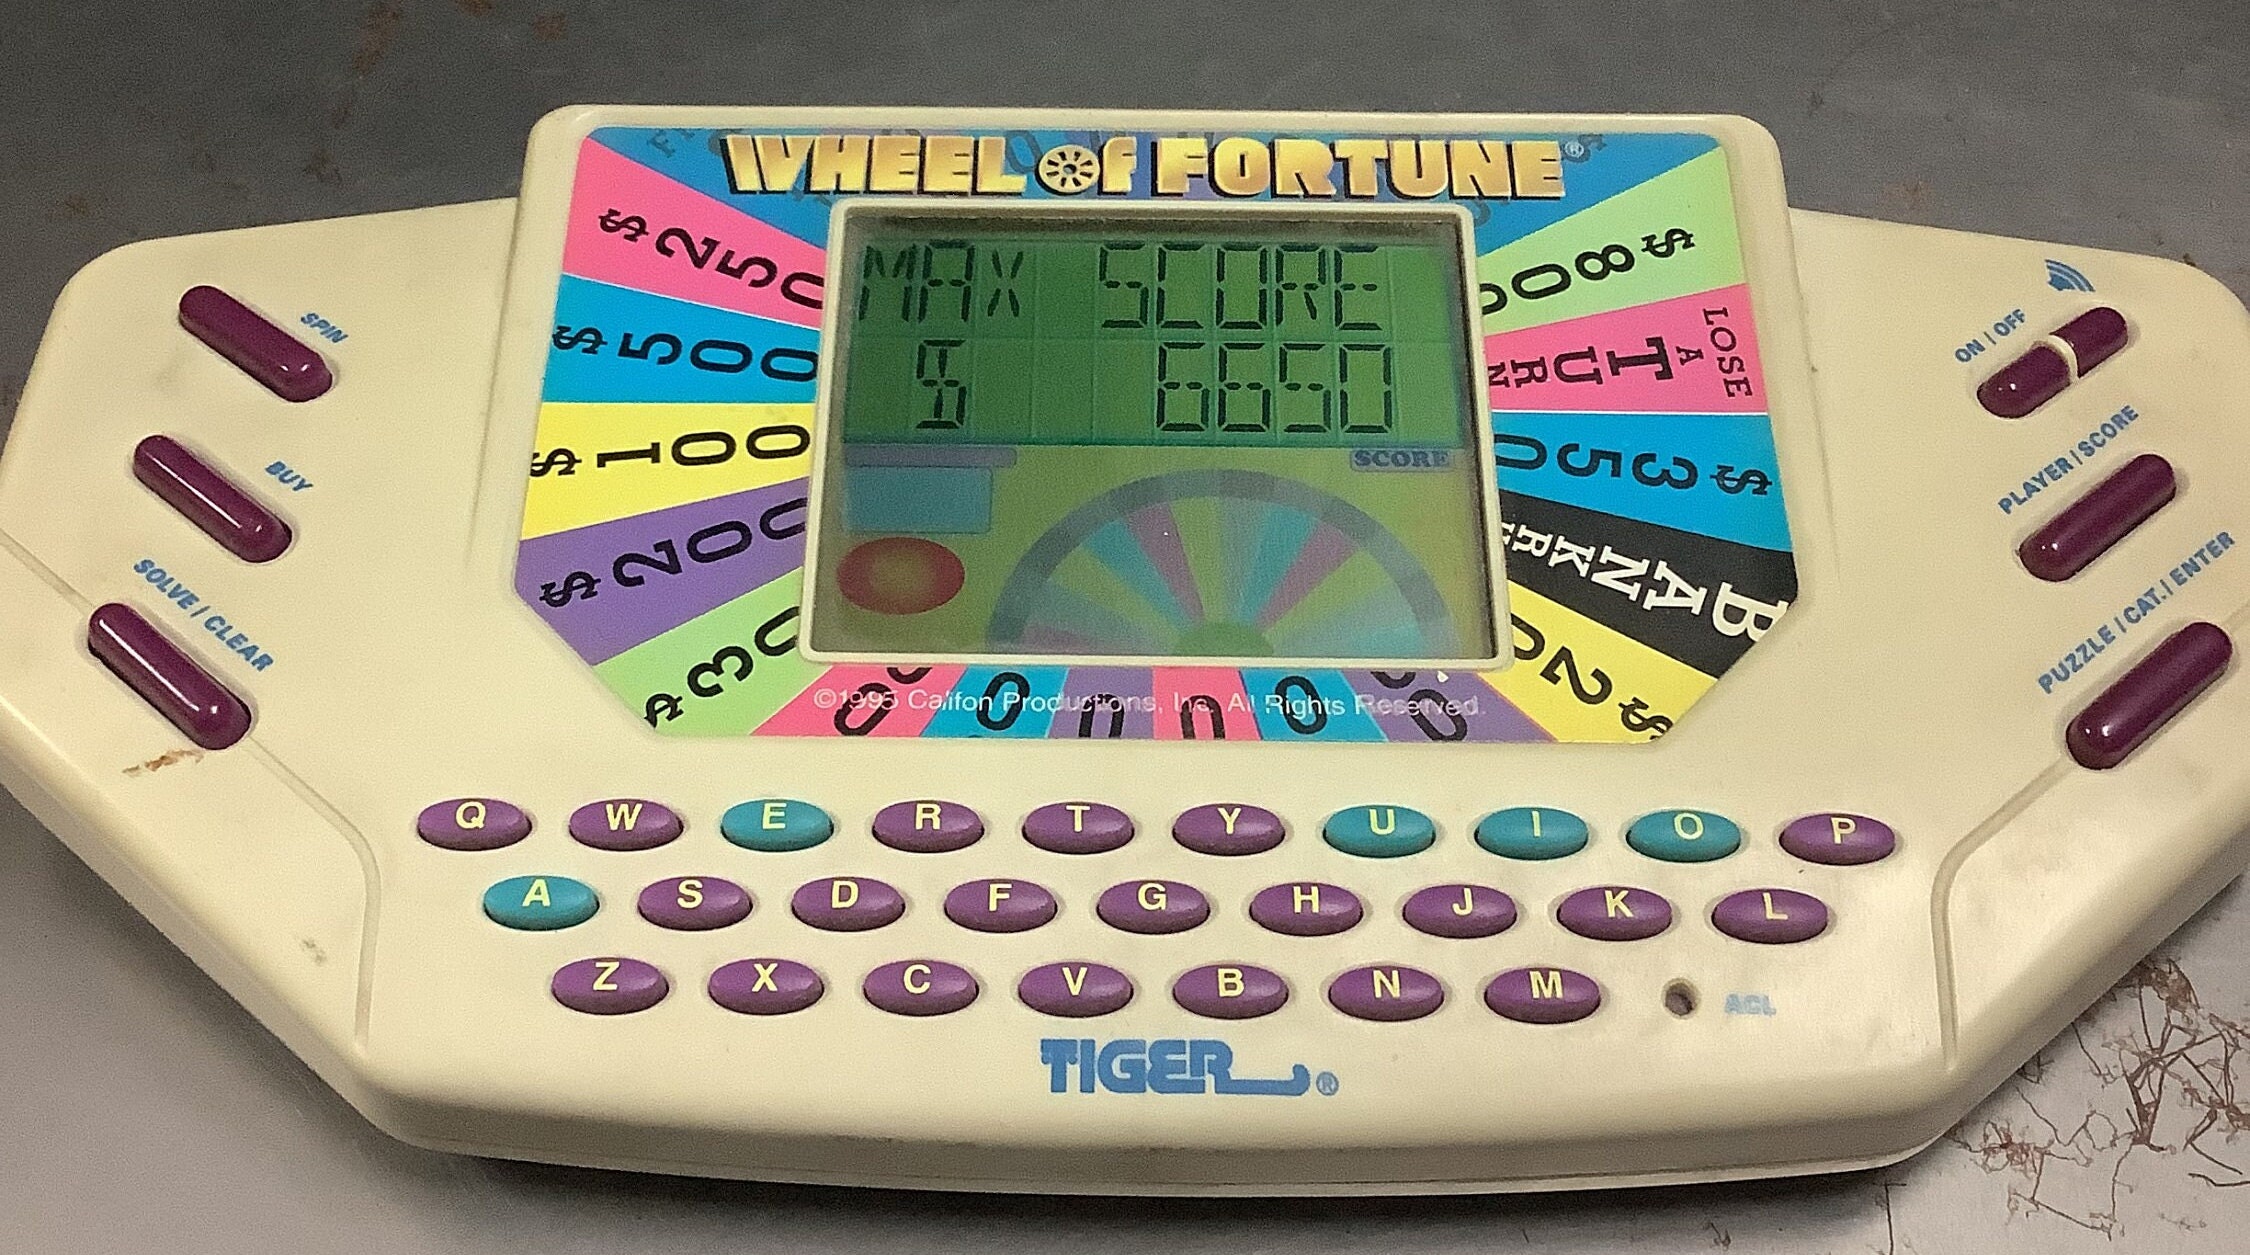 WHEEL OF FORTUNE®
MAX SCORE
$ 6650
SCORE
$250
$500
$100
$200
$300
$800
LOSE A TURN
$350
BANKR
©1995 Califon Productions, Inc. All Rights Reserved.
SPIN
BUY
SOLVE / CLEAR
ON | OFF
PLAYER | SCORE
PUZZLE | CAT. | ENTER
Q W E R T Y U I O P
A S D F G H J K L
Z X C V B N M
ACL
TIGER®